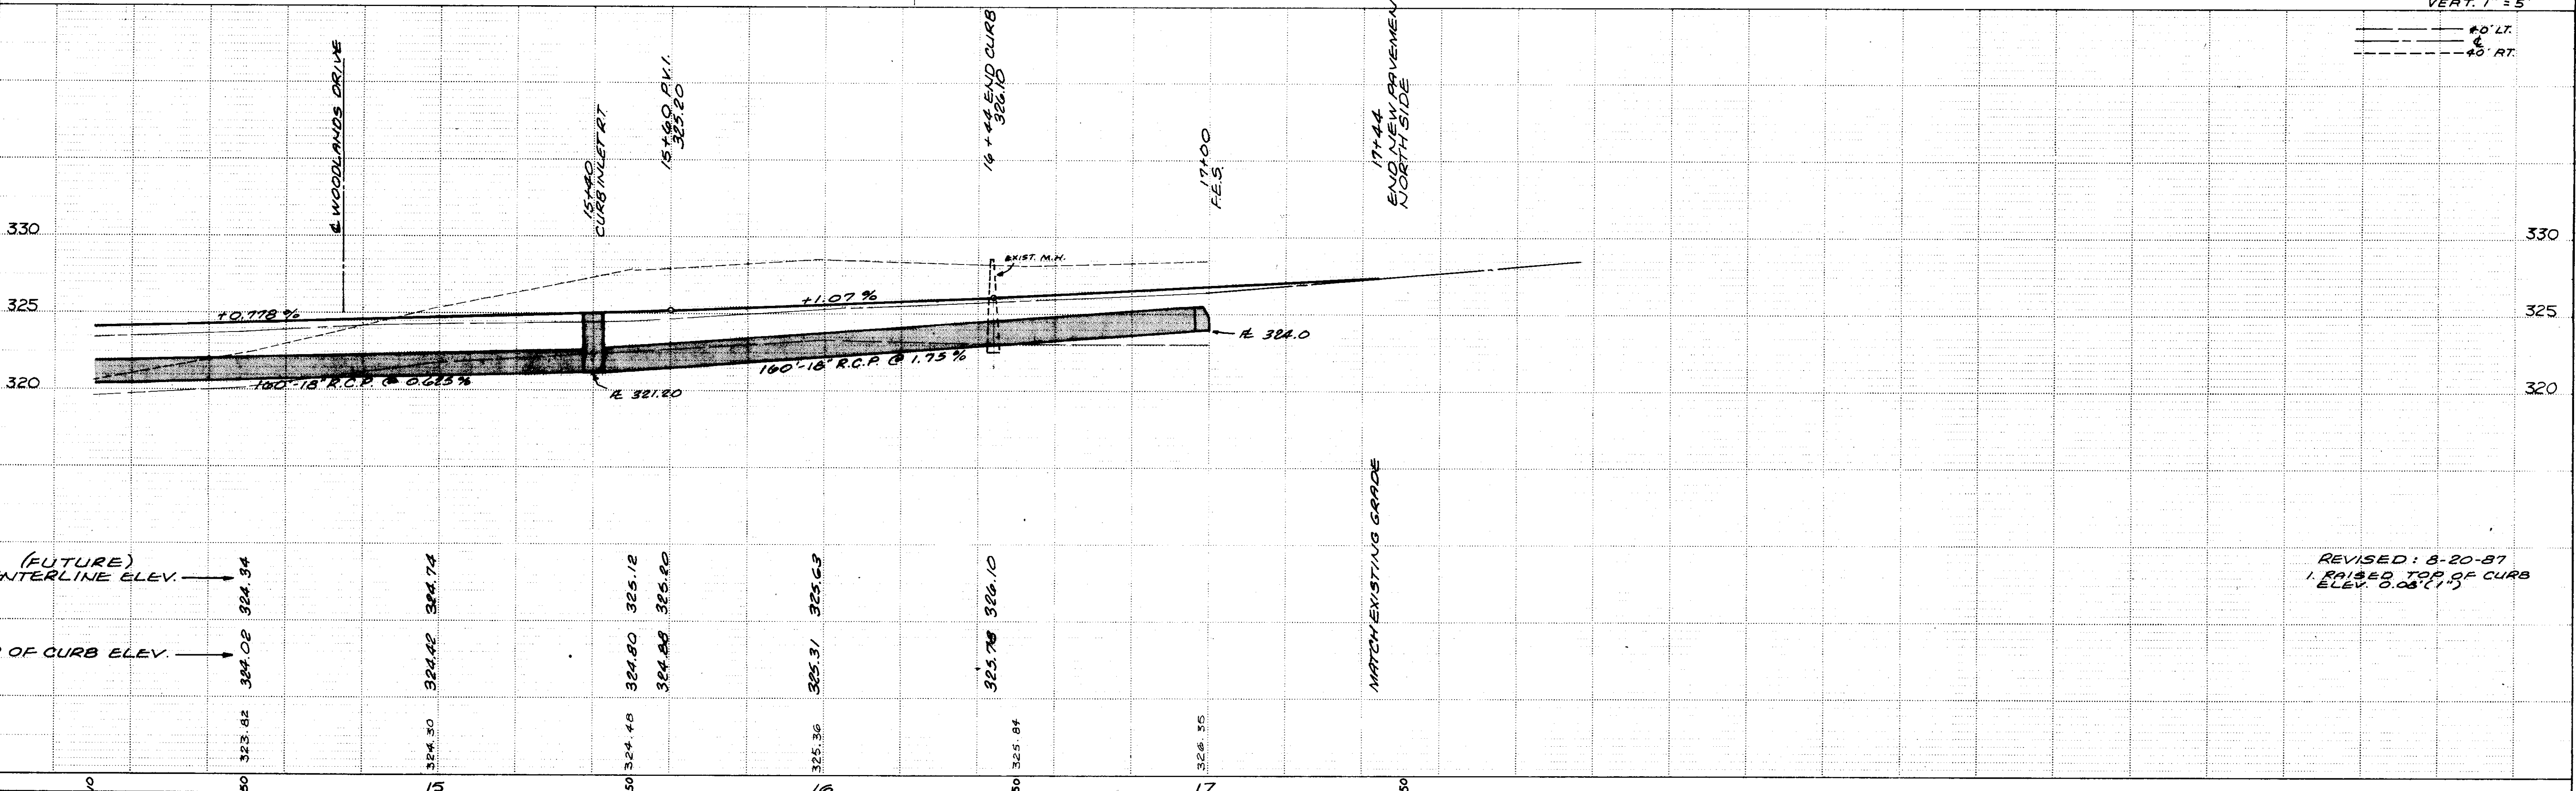 VERT. 1" = 5'
40' LT.
℄
40' RT.
℄ WOODLANDS DRIVE
15+40
CURB INLET RT.
15+60 P.V.I.
325.20
16+44 END CURB
326.10
17+00
F.E.S.
17+44
END NEW PAVEMEN
NORTH SIDE
330
330
EXIST. M.H.
325
+0.778 %
+1.07 %
325
324.0
320
160'-18" R.C.P. @ 0.625 %
160'-18" R.C.P. @ 1.75 %
321.20
320
MATCH EXISTING GRADE
(FUTURE)
NTERLINE ELEV.
324.34
324.74
325.12
325.20
325.63
326.10
REVISED: 8-20-87
1. RAISED TOP OF CURB
ELEV. 0.08' (1")
OF CURB ELEV.
324.02
324.42
324.80
324.88
325.31
325.78
323.82
324.30
324.48
325.36
325.84
326.35
10
50
15
50
16
50
17
50